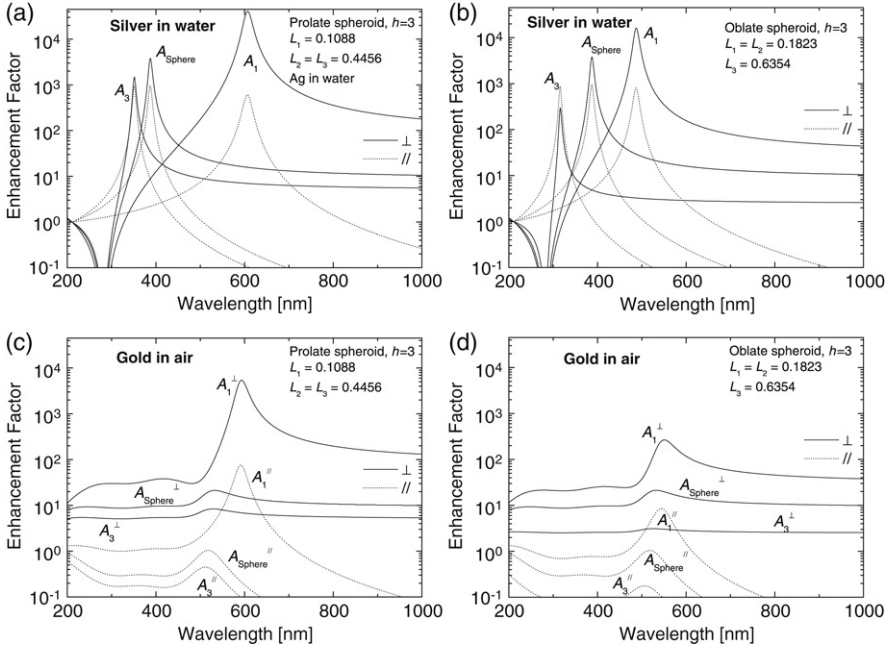 (a)
Silver in water
Prolate spheroid, h=3
L1 = 0.1088
L2 = L3 = 0.4456
Ag in water
A3
ASphere
A1
⊥
//
Enhancement Factor
10^4
10^3
10^2
10^1
10^0
10^-1
200 400 600 800 1000
Wavelength [nm]
(b)
Silver in water
Oblate spheroid, h=3
L1 = L2 = 0.1823
L3 = 0.6354
A3
ASphere
A1
⊥
//
Enhancement Factor
10^4
10^3
10^2
10^1
10^0
10^-1
200 400 600 800 1000
Wavelength [nm]
(c)
Gold in air
Prolate spheroid, h=3
L1 = 0.1088
L2 = L3 = 0.4456
A1⊥
⊥
//
A1//
ASphere⊥
A3⊥
ASphere//
A3//
Enhancement Factor
10^4
10^3
10^2
10^1
10^0
10^-1
200 400 600 800 1000
Wavelength [nm]
(d)
Gold in air
Oblate spheroid, h=3
L1 = L2 = 0.1823
L3 = 0.6354
A1⊥
⊥
//
ASphere⊥
A1//
A3⊥
ASphere//
A3//
Enhancement Factor
10^4
10^3
10^2
10^1
10^0
10^-1
200 400 600 800 1000
Wavelength [nm]